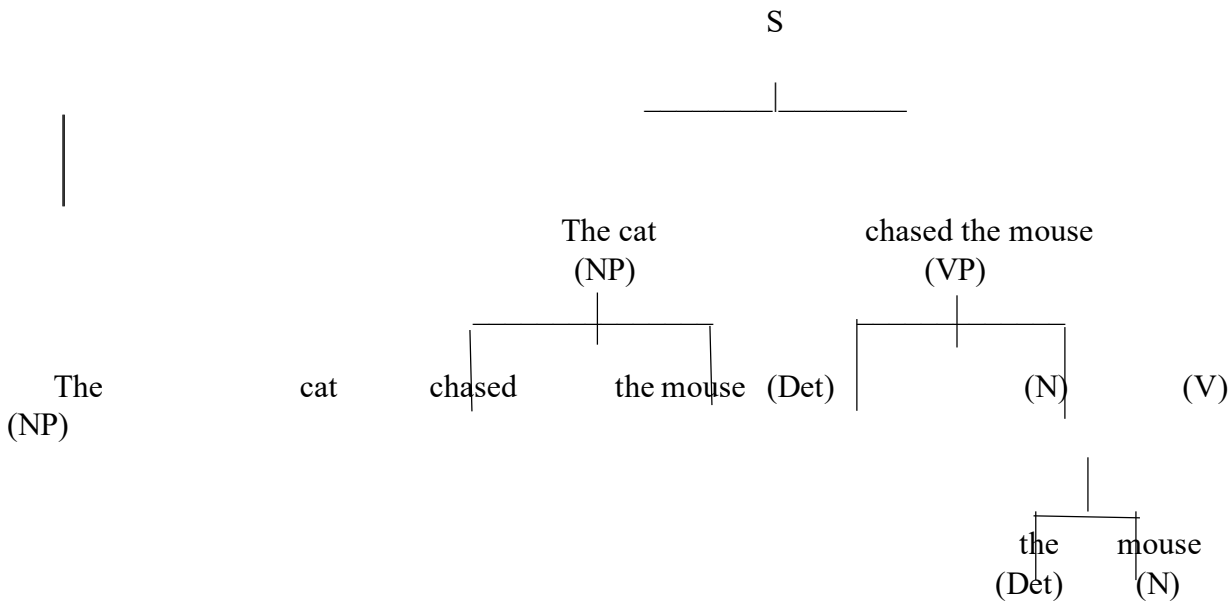 S
The cat chased the mouse
(NP) (VP)
The cat chased the mouse (Det) (N) (V)
(NP)
the mouse
(Det) (N)